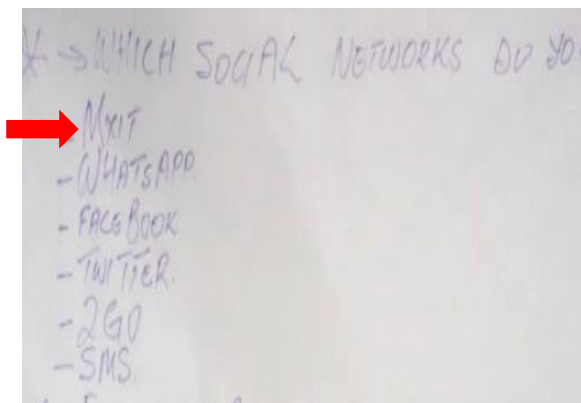 * → WHICH SOCIAL NETWORKS DO YO
- MXIT
- WHATSAPP.
- FACEBOOK
- TWITTER.
- 2GO
- SMS.